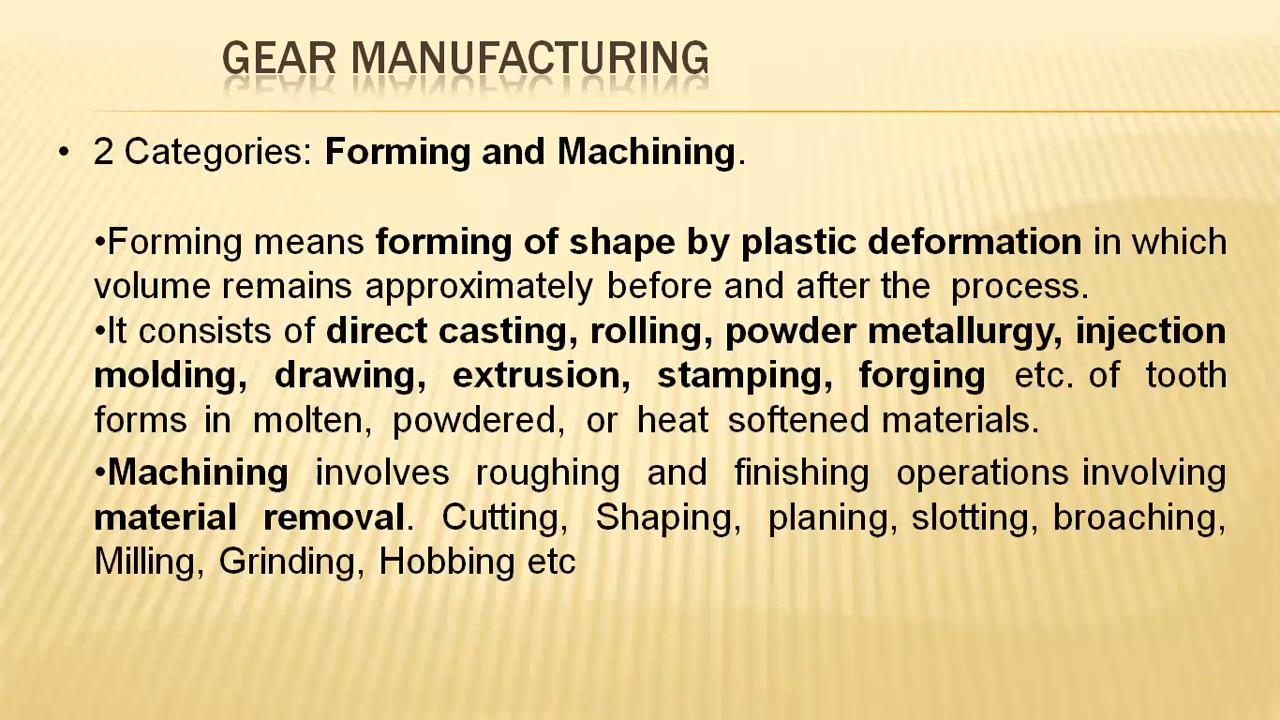 GEAR MANUFACTURING
• 2 Categories: Forming and Machining.
•Forming means forming of shape by plastic deformation in which
volume remains approximately before and after the process.
•It consists of direct casting, rolling, powder metallurgy, injection
molding, drawing, extrusion, stamping, forging etc. of tooth
forms in molten, powdered, or heat softened materials.
•Machining involves roughing and finishing operations involving
material removal. Cutting, Shaping, planing, slotting, broaching,
Milling, Grinding, Hobbing etc